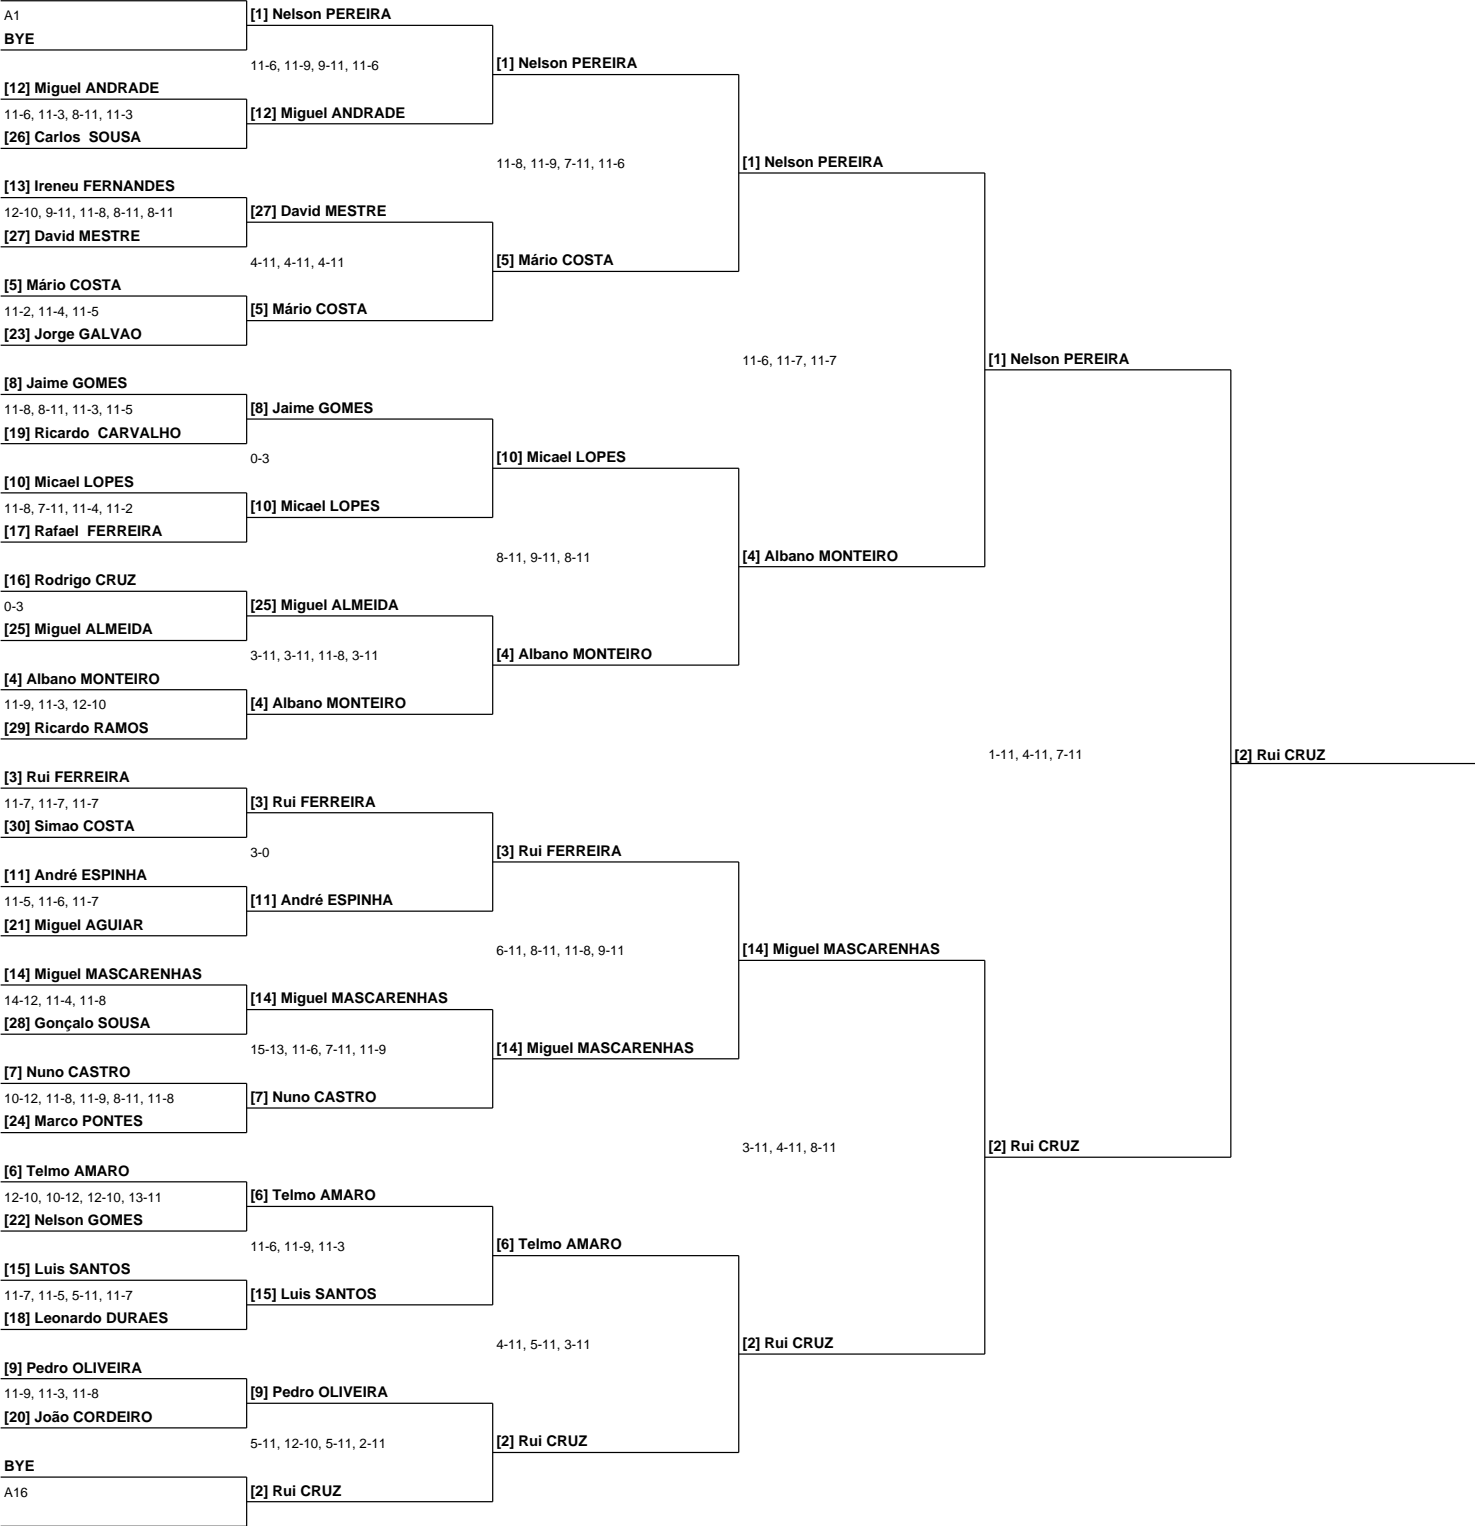 A1
BYE
[12] Miguel ANDRADE
11-6, 11-3, 8-11, 11-3
[26] Carlos  SOUSA
[13] Ireneu FERNANDES
12-10, 9-11, 11-8, 8-11, 8-11
[27] David MESTRE
[5] Mário COSTA
11-2, 11-4, 11-5
[23] Jorge GALVAO
[8] Jaime GOMES
11-8, 8-11, 11-3, 11-5
[19] Ricardo  CARVALHO
[10] Micael LOPES
11-8, 7-11, 11-4, 11-2
[17] Rafael  FERREIRA
[16] Rodrigo CRUZ
0-3
[25] Miguel ALMEIDA
[4] Albano MONTEIRO
11-9, 11-3, 12-10
[29] Ricardo RAMOS
[3] Rui FERREIRA
11-7, 11-7, 11-7
[30] Simao COSTA
[11] André ESPINHA
11-5, 11-6, 11-7
[21] Miguel AGUIAR
[14] Miguel MASCARENHAS
14-12, 11-4, 11-8
[28] Gonçalo SOUSA
[7] Nuno CASTRO
10-12, 11-8, 11-9, 8-11, 11-8
[24] Marco PONTES
[6] Telmo AMARO
12-10, 10-12, 12-10, 13-11
[22] Nelson GOMES
[15] Luis SANTOS
11-7, 11-5, 5-11, 11-7
[18] Leonardo DURAES
[9] Pedro OLIVEIRA
11-9, 11-3, 11-8
[20] João CORDEIRO
BYE
A16
[1] Nelson PEREIRA
11-6, 11-9, 9-11, 11-6
[12] Miguel ANDRADE
[27] David MESTRE
4-11, 4-11, 4-11
[5] Mário COSTA
[8] Jaime GOMES
0-3
[10] Micael LOPES
[25] Miguel ALMEIDA
3-11, 3-11, 11-8, 3-11
[4] Albano MONTEIRO
[3] Rui FERREIRA
3-0
[11] André ESPINHA
[14] Miguel MASCARENHAS
15-13, 11-6, 7-11, 11-9
[7] Nuno CASTRO
[6] Telmo AMARO
11-6, 11-9, 11-3
[15] Luis SANTOS
[9] Pedro OLIVEIRA
5-11, 12-10, 5-11, 2-11
[2] Rui CRUZ
[1] Nelson PEREIRA
11-8, 11-9, 7-11, 11-6
[5] Mário COSTA
[10] Micael LOPES
8-11, 9-11, 8-11
[4] Albano MONTEIRO
[3] Rui FERREIRA
6-11, 8-11, 11-8, 9-11
[14] Miguel MASCARENHAS
[6] Telmo AMARO
4-11, 5-11, 3-11
[2] Rui CRUZ
[1] Nelson PEREIRA
11-6, 11-7, 11-7
[4] Albano MONTEIRO
[14] Miguel MASCARENHAS
3-11, 4-11, 8-11
[2] Rui CRUZ
[1] Nelson PEREIRA
1-11, 4-11, 7-11
[2] Rui CRUZ
[2] Rui CRUZ